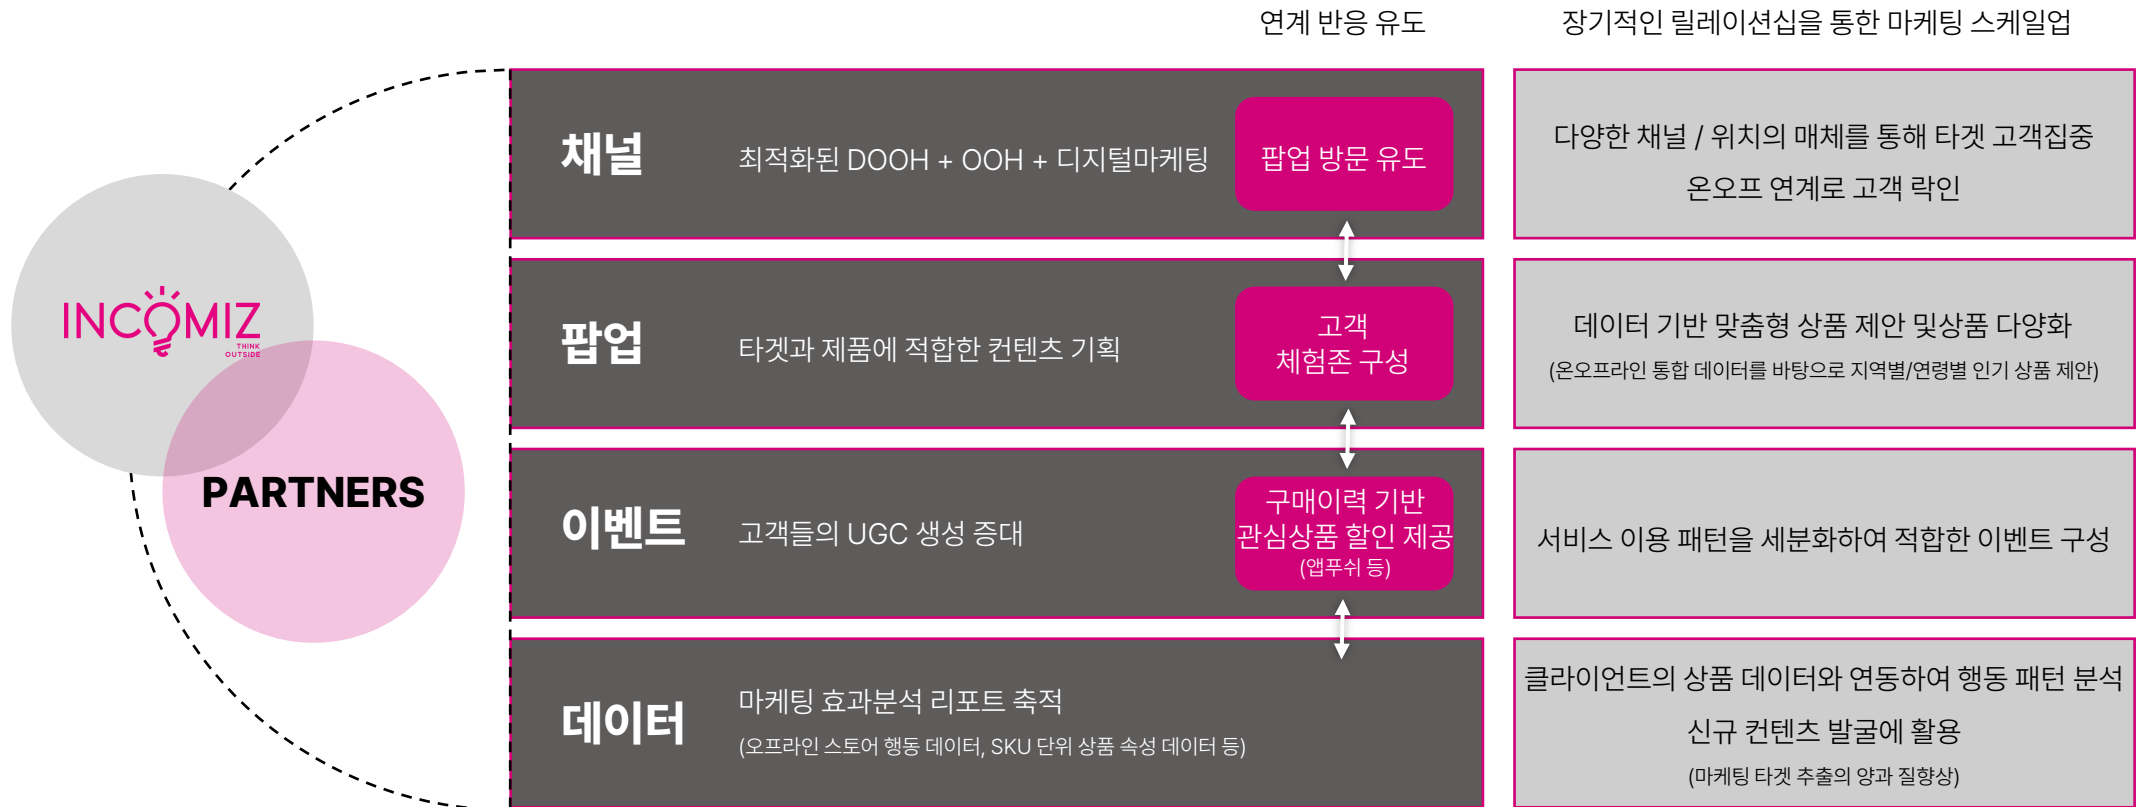 연계 반응 유도
장기적인 릴레이션십을 통한 마케팅 스케일업
INCOMIZ
THINK
OUTSIDE
PARTNERS
채널
최적화된 DOOH + OOH + 디지털마케팅
팝업 방문 유도
다양한 채널 / 위치의 매체를 통해 타겟 고객집중
온오프 연계로 고객 락인
팝업
타겟과 제품에 적합한 컨텐츠 기획
고객
체험존 구성
데이터 기반 맞춤형 상품 제안 및상품 다양화
(온오프라인 통합 데이터를 바탕으로 지역별/연령별 인기 상품 제안)
이벤트
고객들의 UGC 생성 증대
구매이력 기반
관심상품 할인 제공
(앱푸쉬 등)
서비스 이용 패턴을 세분화하여 적합한 이벤트 구성
데이터
마케팅 효과분석 리포트 축적
(오프라인 스토어 행동 데이터, SKU 단위 상품 속성 데이터 등)
클라이언트의 상품 데이터와 연동하여 행동 패턴 분석
신규 컨텐츠 발굴에 활용
(마케팅 타겟 추출의 양과 질향상)